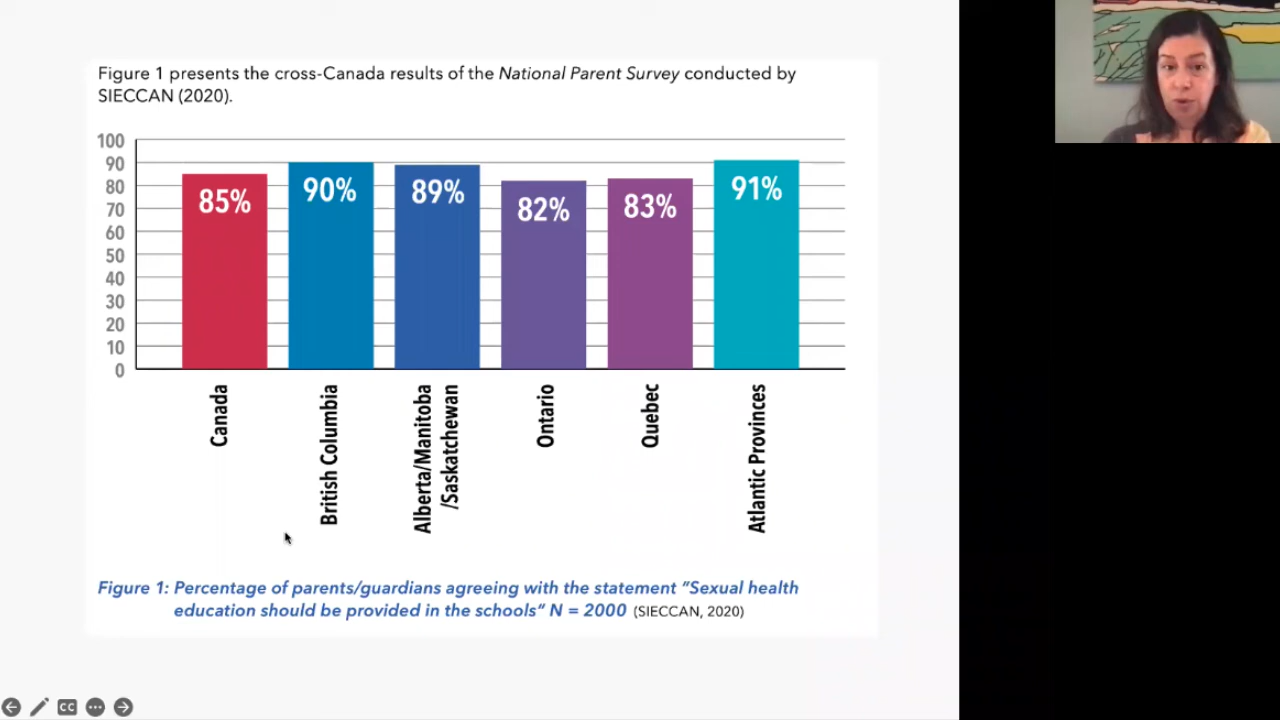 Figure 1 presents the cross-Canada results of the National Parent Survey conducted by
SIECCAN (2020).
100
90
80
70
60
50
40
30
20
10
0
85%
90%
89%
82%
83%
91%
Canada
British Columbia
Alberta/Manitoba
/Saskatchewan
Ontario
Quebec
Atlantic Provinces
Figure 1: Percentage of parents/guardians agreeing with the statement "Sexual health
education should be provided in the schools" N = 2000 (SIECCAN, 2020)
CC